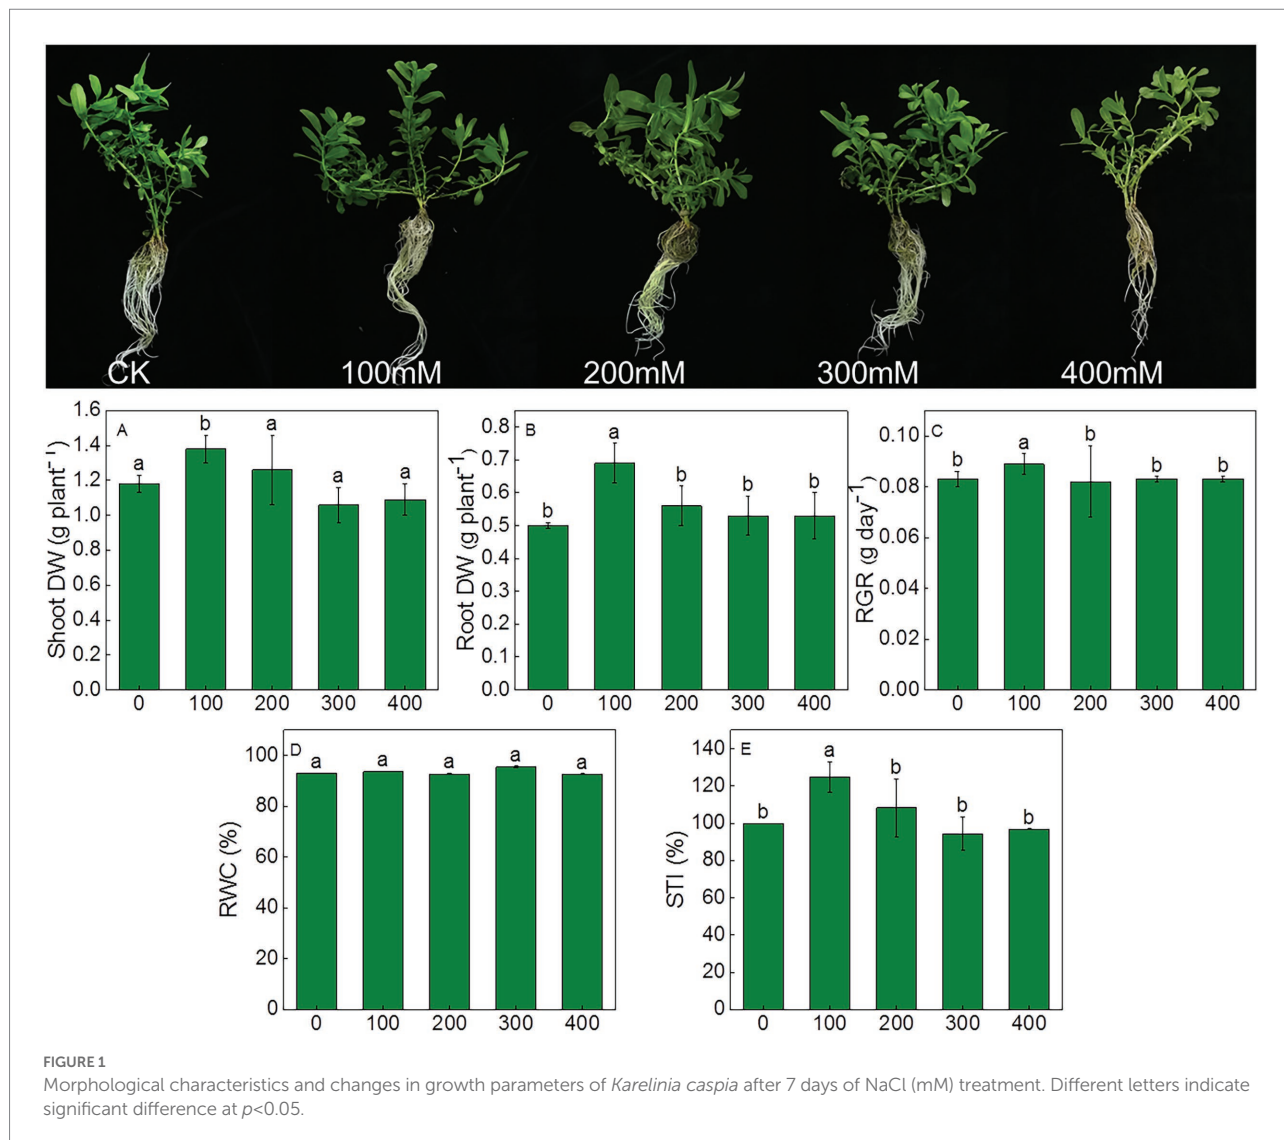 CK 100mM 200mM 300mM 400mM
A
Shoot DW (g plant⁻¹)
1.6
1.4
1.2
1.0
0.8
0.6
0.4
0.2
0.0
a b a a a
0 100 200 300 400
B
Root DW (g plant⁻¹)
0.8
0.7
0.6
0.5
0.4
0.3
0.2
0.1
0.0
b a b b b
0 100 200 300 400
C
RGR (g day⁻¹)
0.10
0.08
0.06
0.04
0.02
0.00
b a b b b
0 100 200 300 400
D
RWC (%)
100
80
60
40
20
0
a a a a a
0 100 200 300 400
E
STI (%)
140
120
100
80
60
40
20
0
b a b b b
0 100 200 300 400
FIGURE 1
Morphological characteristics and changes in growth parameters of Karelinia caspia after 7 days of NaCl (mM) treatment. Different letters indicate
significant difference at p<0.05.